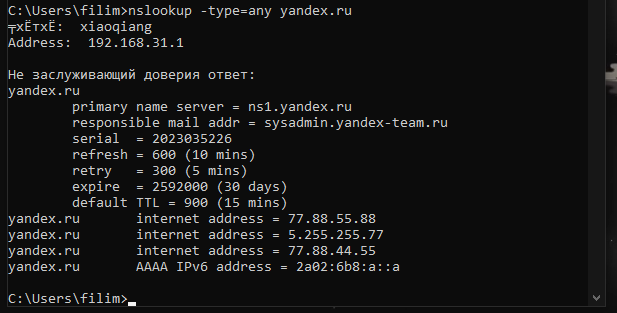 C:\Users\filim>nslookup -type=any yandex.ru
╤хЁтхЁ:  xiaoqiang
Address:  192.168.31.1

Не заслуживающий доверия ответ:
yandex.ru
        primary name server = ns1.yandex.ru
        responsible mail addr = sysadmin.yandex-team.ru
        serial  = 2023035226
        refresh = 600 (10 mins)
        retry   = 300 (5 mins)
        expire  = 2592000 (30 days)
        default TTL = 900 (15 mins)
yandex.ru       internet address = 77.88.55.88
yandex.ru       internet address = 5.255.255.77
yandex.ru       internet address = 77.88.44.55
yandex.ru       AAAA IPv6 address = 2a02:6b8:a::a

C:\Users\filim>